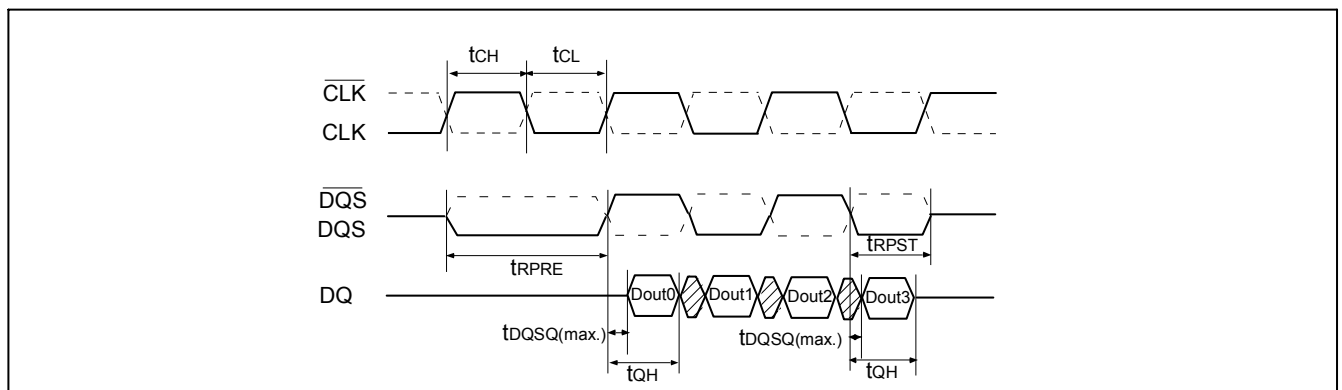 tCH tCL
CLK
CLK
DQS
DQS
tRPRE tRPST
DQ Dout0 Dout1 Dout2 Dout3
tDQSQ(max.) tDQSQ(max.)
tQH tQH